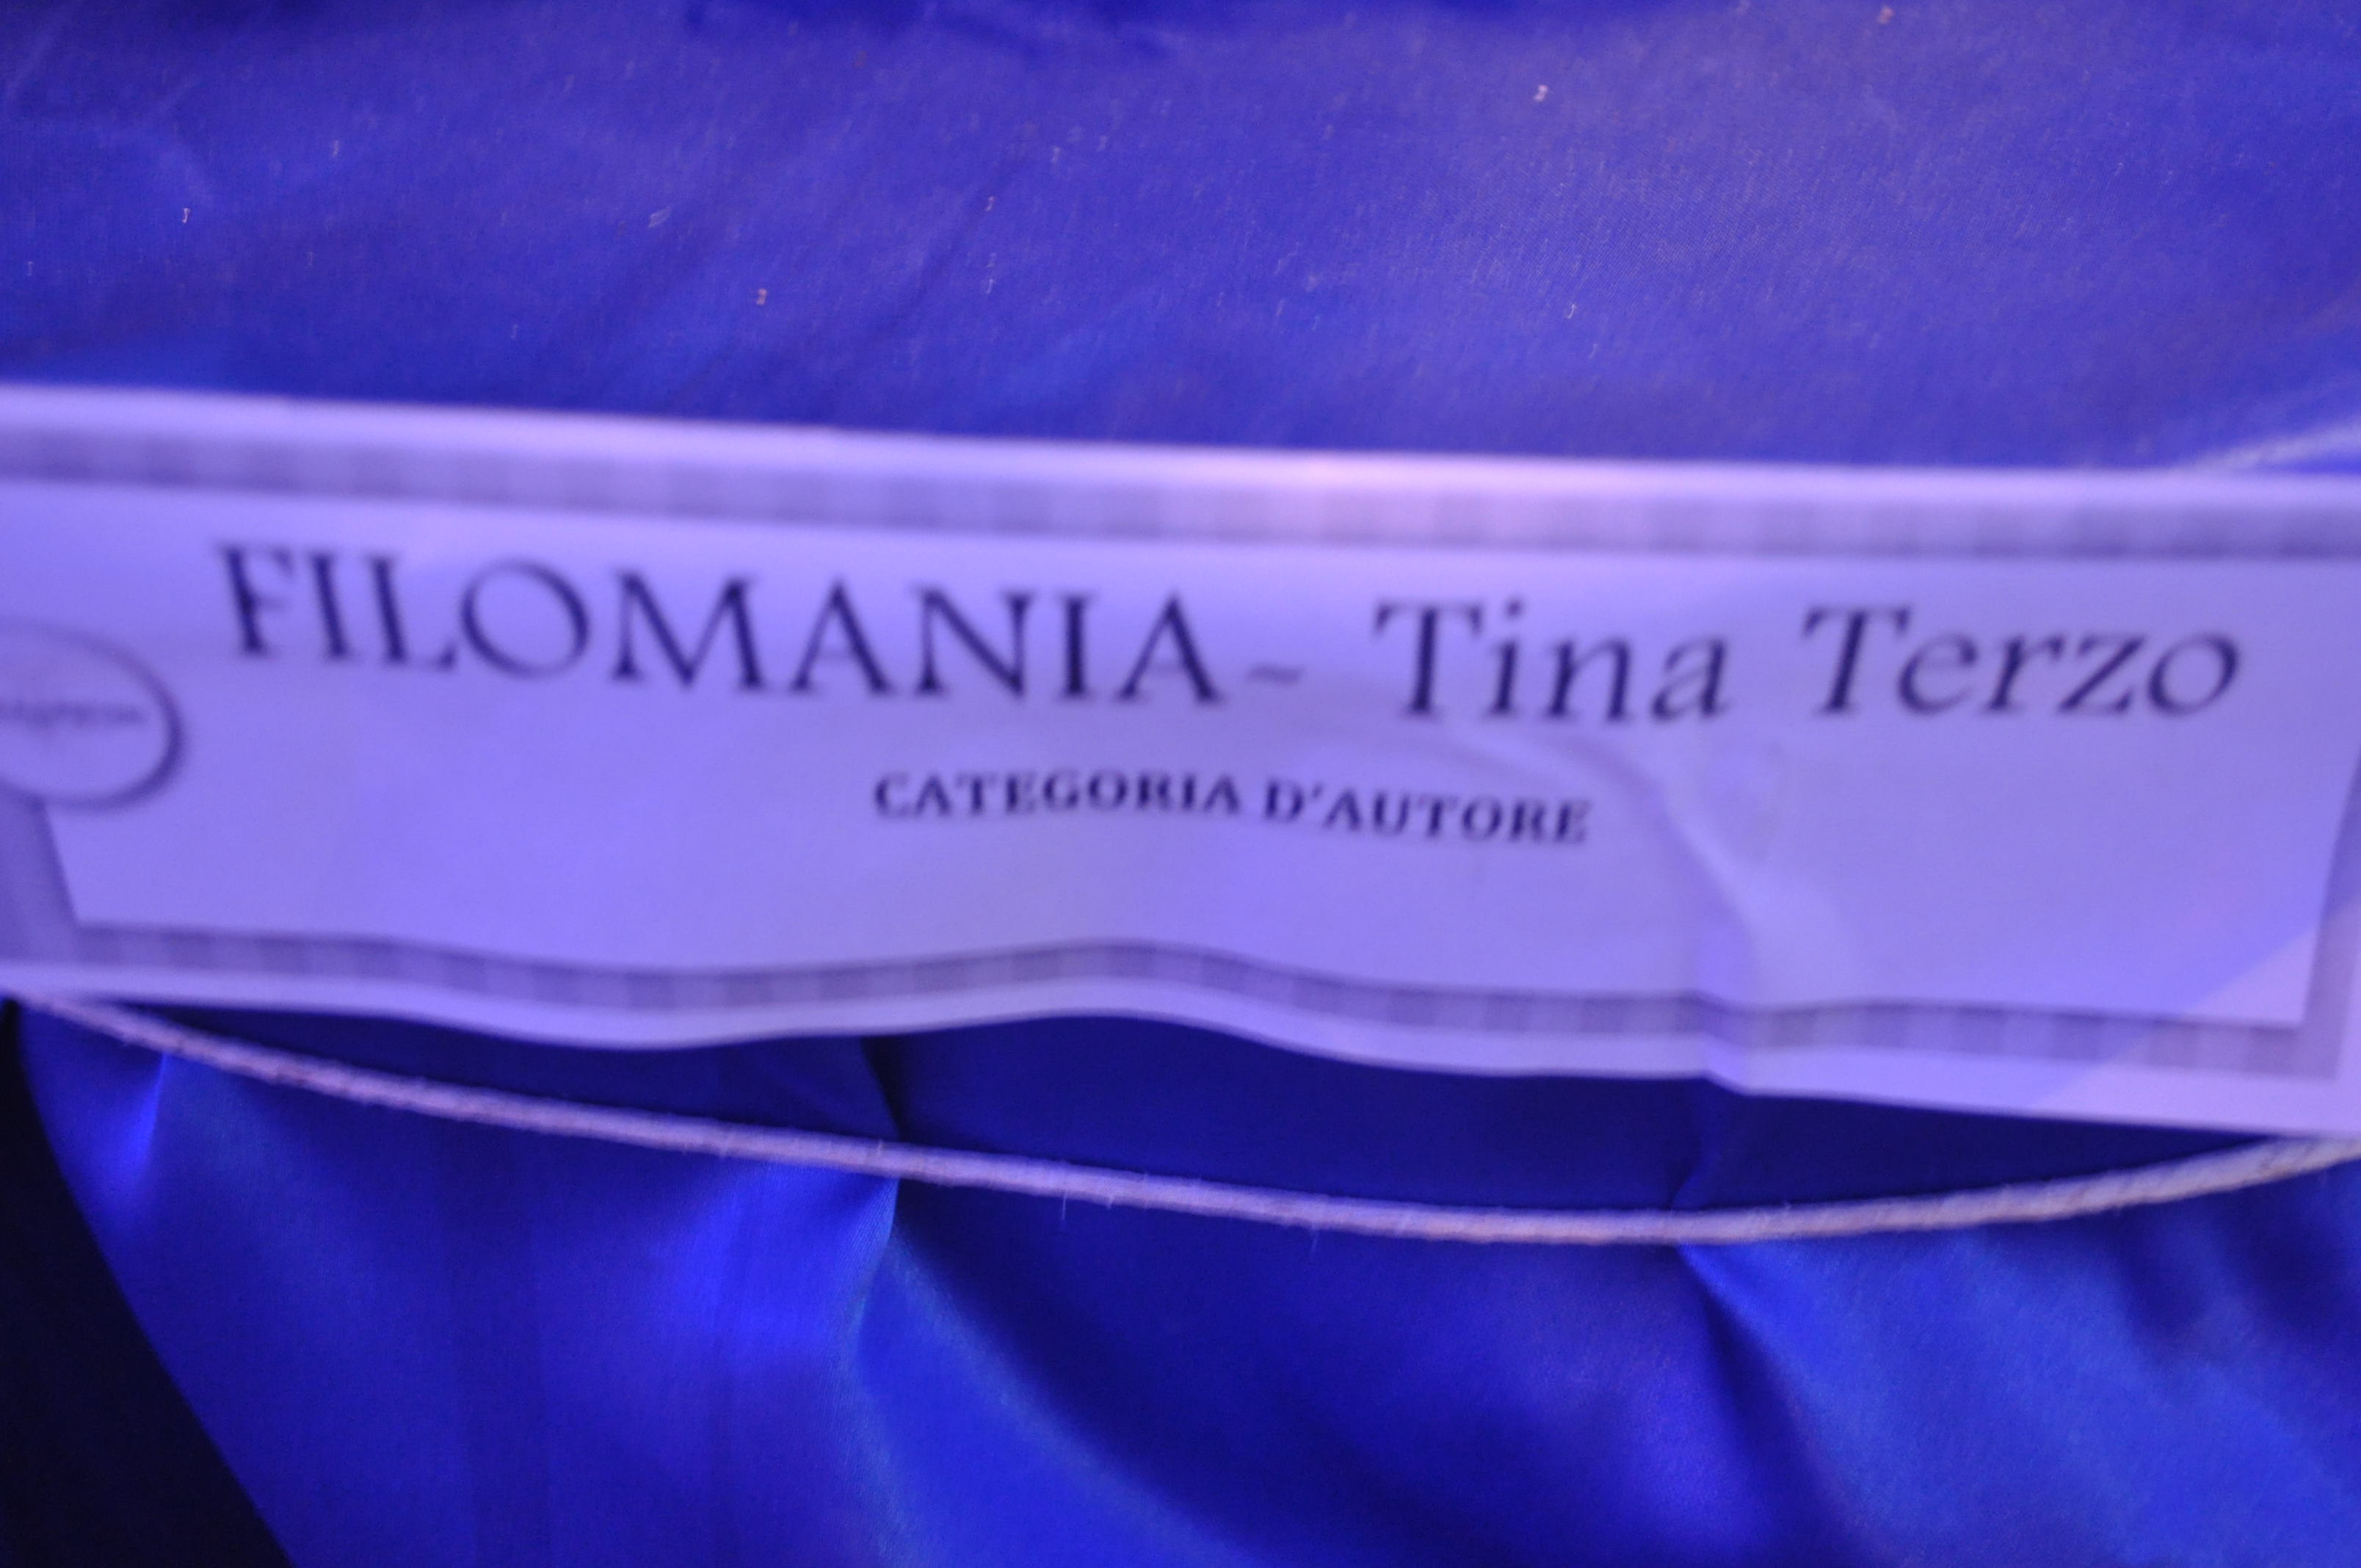 FILOMANIA~ Tina Terzo
CATEGORIA D'AUTORE